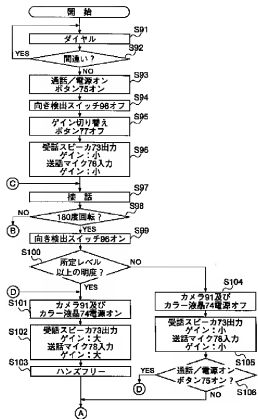 開 始
S91
ダイヤル
S92
間違い？
YES
NO
S93
通話／電源オン
ボタン75オン
S94
向き検出スイッチ96オフ
S95
ゲイン切り替え
ボタン77オフ
S96
受話スピーカ73出力
ゲイン：小
送話マイク76入力
ゲイン：小
C
S97
接 話
S98
180度回転？
NO
B
YES
S99
向き検出スイッチ96オン
S100
所定レベル
以上の明度？
NO
YES
D
S101
カメラ91及び
カラー液晶74電源オン
S102
受話スピーカ73出力
ゲイン：大
送話マイク76入力
ゲイン：大
S103
ハンズフリー
S104
カメラ91及び
カラー液晶74電源オフ
受話スピーカ73出力
ゲイン：小
送話マイク76入力
ゲイン：小
S105
通話／電源オン
ボタン75オン？
S106
YES
D
NO
A